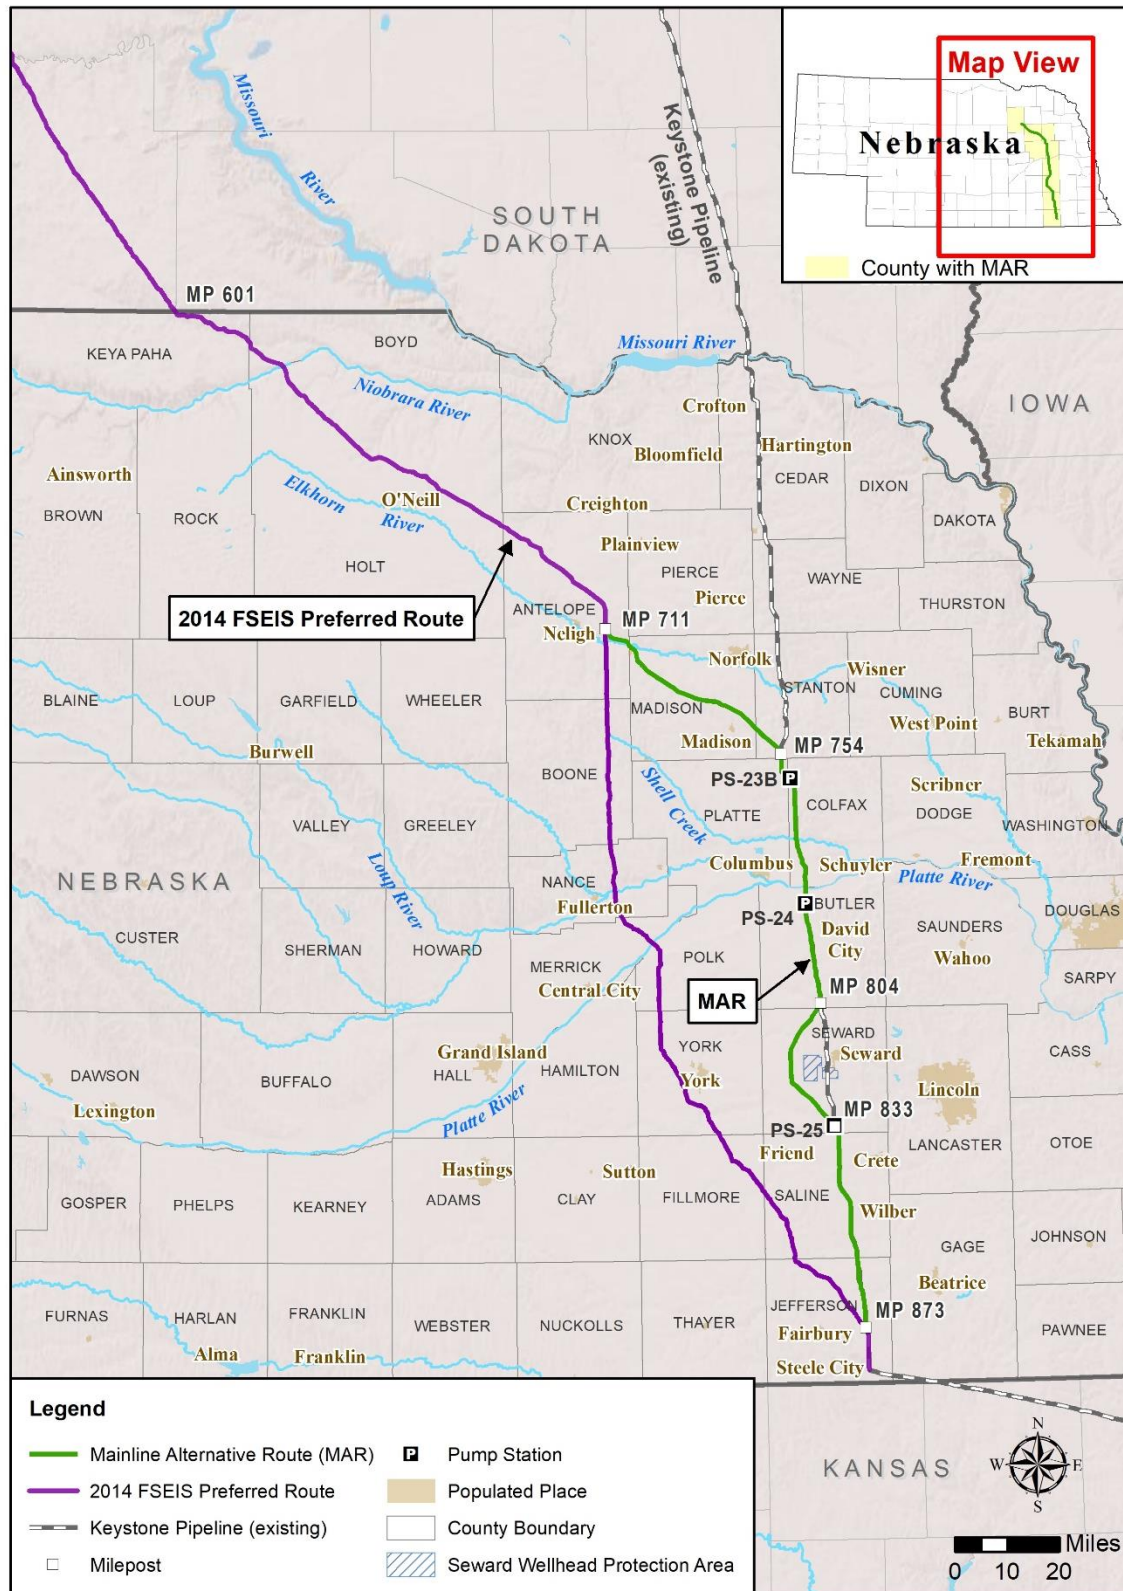 Map View
Nebraska
County with MAR
Missouri
River
SOUTH
DAKOTA
Keystone Pipeline
(existing)
MP 601
KEYA PAHA
BOYD
Missouri River
Niobrara River
IOWA
Crofton
KNOX
Bloomfield
Hartington
CEDAR
DIXON
Ainsworth
BROWN
ROCK
Elkhorn
River
O'Neill
Creighton
DAKOTA
HOLT
Plainview
PIERCE
Pierce
WAYNE
THURSTON
2014 FSEIS Preferred Route
ANTELOPE
Neligh
MP 711
Norfolk
Wisner
STANTON
CUMING
BLAINE
LOUP
GARFIELD
WHEELER
MADISON
West Point
BURT
Madison
Tekamah
Burwell
MP 754
BOONE
PS-23B
Shell Creek
Scribner
PLATTE
COLFAX
DODGE
VALLEY
GREELEY
WASHINGTON
Columbus
Schuyler
Fremont
NEBRASKA
Loup River
NANCE
Fullerton
Platte River
PS-24
BUTLER
DOUGLAS
CUSTER
SHERMAN
HOWARD
David
City
SAUNDERS
Wahoo
MERRICK
POLK
SARPY
Central City
MAR
MP 804
SEWARD
Seward
YORK
CASS
Grand Island
DAWSON
BUFFALO
HALL
HAMILTON
York
Lincoln
Lexington
Platte River
MP 833
PS-25
Friend
Crete
LANCASTER
OTOE
Hastings
Sutton
GOSPER
PHELPS
KEARNEY
ADAMS
CLAY
FILLMORE
SALINE
Wilber
GAGE
JOHNSON
Beatrice
FURNAS
HARLAN
FRANKLIN
WEBSTER
NUCKOLLS
THAYER
JEFFERSON
MP 873
Fairbury
PAWNEE
Alma
Franklin
Steele City
Legend
Mainline Alternative Route (MAR)
2014 FSEIS Preferred Route
Keystone Pipeline (existing)
Milepost
P Pump Station
Populated Place
County Boundary
Seward Wellhead Protection Area
KANSAS
N
W E
S
Miles
0 10 20